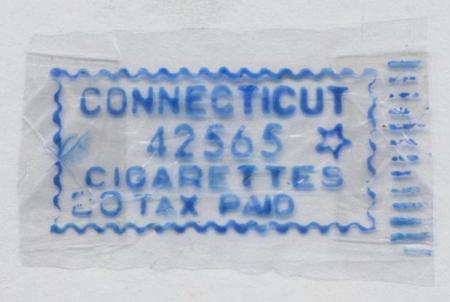 CONNECTICUT
42565 ☆
CIGARETTES
20 TAX PAID